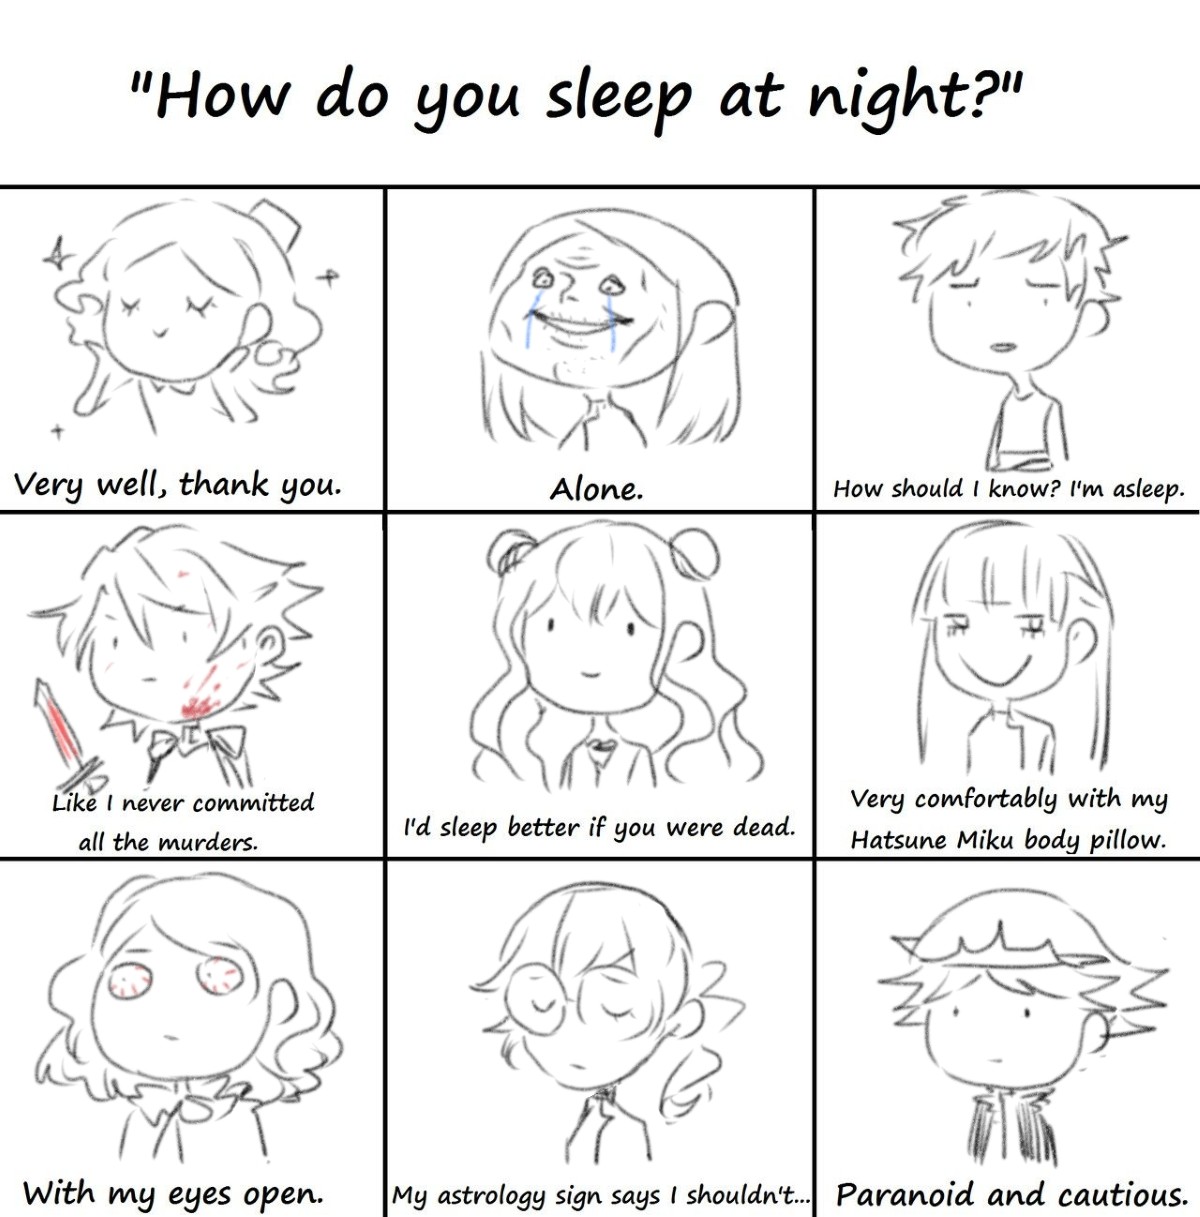 "How do you sleep at night?"
Very well, thank you.
Alone.
How should I know? I'm asleep.
Like I never committed
all the murders.
I'd sleep better if you were dead.
Very comfortably with my
Hatsune Miku body pillow.
With my eyes open.
My astrology sign says I shouldn't...
Paranoid and cautious.